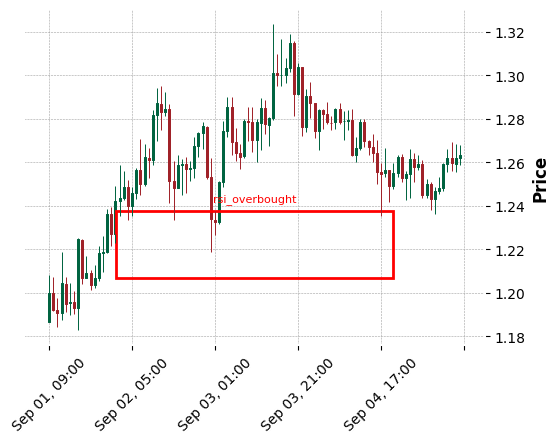 1.32
1.30
1.28
1.26
1.24
1.22
1.20
1.18
Price
rsi_overbought
Sep 01, 09:00
Sep 02, 05:00
Sep 03, 01:00
Sep 03, 21:00
Sep 04, 17:00